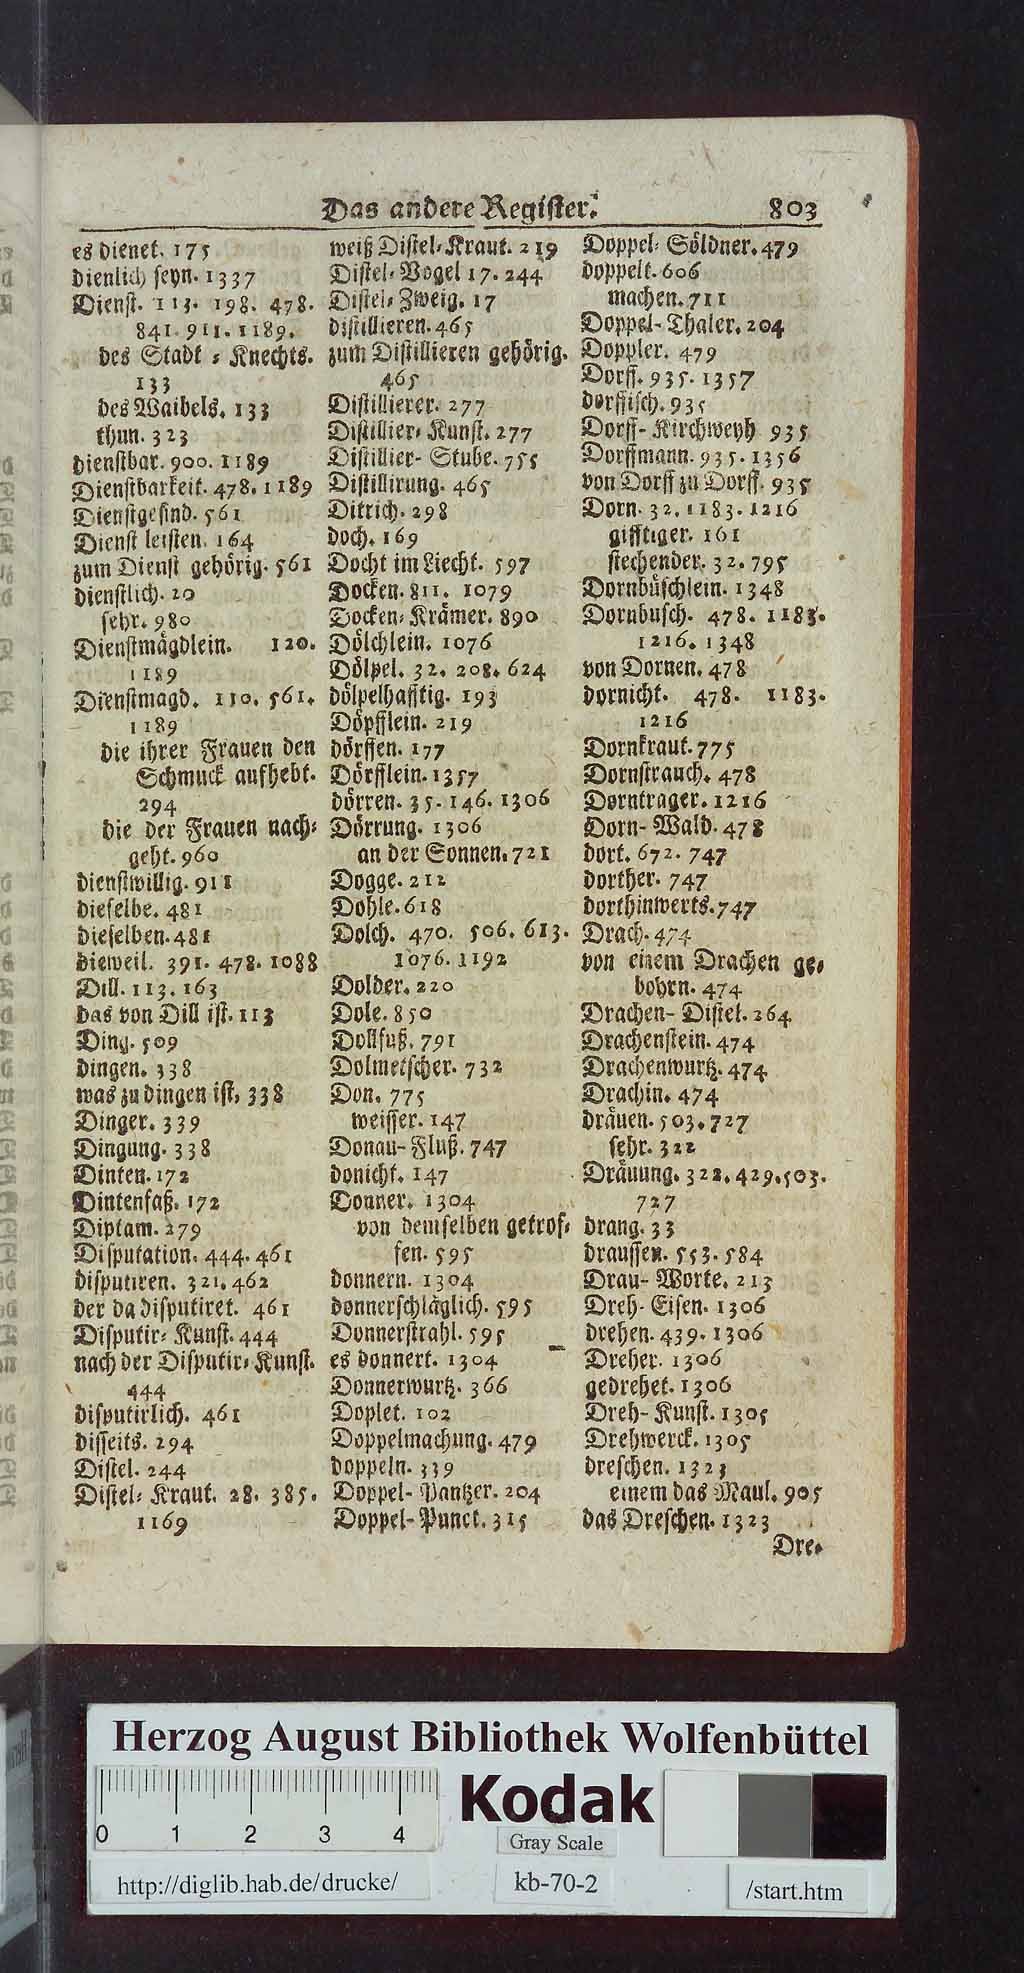 Das andere Register. 803
es dienet. 175
dienlich seyn. 1337
Dienst. 113. 198. 478.
841. 911. 1189.
des Stadt-Knechts.
133
des Waibels. 133
thun. 323
dienstbar. 900. 1189
Dienstbarkeit. 478. 1189
Dienstgesind. 561
Dienst leisten. 164
zum Dienst gehörig. 561
dienstlich. 20
sehr. 980
Dienstmägdlein. 120.
1189
Dienstmagd. 110. 561.
1189
die ihrer Frauen den
Schmuck aufhebt.
294
die der Frauen nach-
geht. 960
dienstwillig. 911
dieselbe. 481
dieselben. 481
dieweil. 391. 478. 1088
Dill. 113. 163
das von Dill ist. 113
Ding. 509
dingen. 338
was zu dingen ist. 338
Dinger. 339
Dingung. 338
Dinten. 172
Dintenfaß. 172
Diptam. 279
Disputation. 444. 461
disputiren. 321. 462
der da disputiret. 461
Disputir-Kunst. 444
nach der Disputir-Kunst.
444
disputirlich. 461
disseits. 294
Distel. 244
Distel-Kraut. 28. 385.
1169
weiß Distel-Kraut. 219
Distel-Vogel 17. 244
Distel-Zweig. 17
distillieren. 465
zum Distillieren gehörig.
465
Distillierer. 277
Distillier-Kunst. 277
Distillier-Stube. 755
Distillirung. 465
Ditrich. 298
doch. 169
Docht im Liecht. 597
Docken. 811. 1079
Docken-Krämer. 890
Dölchlein. 1076
Dölpel. 32. 208. 624
dölpelhafftig. 193
Döpfflein. 219
dörffen. 177
Dörfflein. 1357
dörren. 35. 146. 1306
Dörrung. 1306
an der Sonnen. 721
Dogge. 212
Dohle. 618
Dolch. 470. 506. 613.
1076. 1192
Dolder. 220
Dole. 850
Dollfuß. 791
Dolmetscher. 732
Don. 775
weisser. 147
Donau-Fluß. 747
donicht. 147
Donner. 1304
von demselben getrof-
fen. 595
donnern. 1304
donnerschläglich. 595
Donnerstrahl. 595
es donnert. 1304
Donnerwurtz. 366
Doplet. 102
Doppelmachung. 479
doppeln. 339
Doppel-Pantzer. 204
Doppel-Punct. 315
Doppel-Söldner. 479
doppelt. 606
machen. 711
Doppel-Thaler. 204
Doppler. 479
Dorff. 935. 1357
dorffisch. 935
Dorff-Kirchweyh 935
Dorffmann. 935. 1356
von Dorff zu Dorff. 935
Dorn. 32. 1183. 1216
gifftiger. 161
stechender. 32. 795
Dornbüschlein. 1348
Dornbusch. 478. 1183.
1216. 1348
von Dornen. 478
dornicht. 478. 1183.
1216
Dornkraut. 775
Dornstrauch. 478
Dorntrager. 1216
Dorn-Wald. 478
dort. 672. 747
dorther. 747
dorthinwerts. 747
Drach. 474
von einem Drachen ge-
bohrn. 474
Drachen-Distel. 264
Drachenstein. 474
Drachenwurtz. 474
Drachin. 474
dräuen. 503. 727
sehr. 322
Dräuung. 322. 429. 503.
727
drang. 33
draussen. 553. 584
Drau-Worte. 213
Dreh-Eisen. 1306
drehen. 439. 1306
Dreher. 1306
gedrehet. 1306
Dreh-Kunst. 1305
Drehwerck. 1305
dreschen. 1323
einem das Maul. 905
das Dreschen. 1323
Dre-
Herzog August Bibliothek Wolfenbüttel
0 1 2 3 4
Kodak
Gray Scale
http://diglib.hab.de/drucke/
kb-70-2
/start.htm